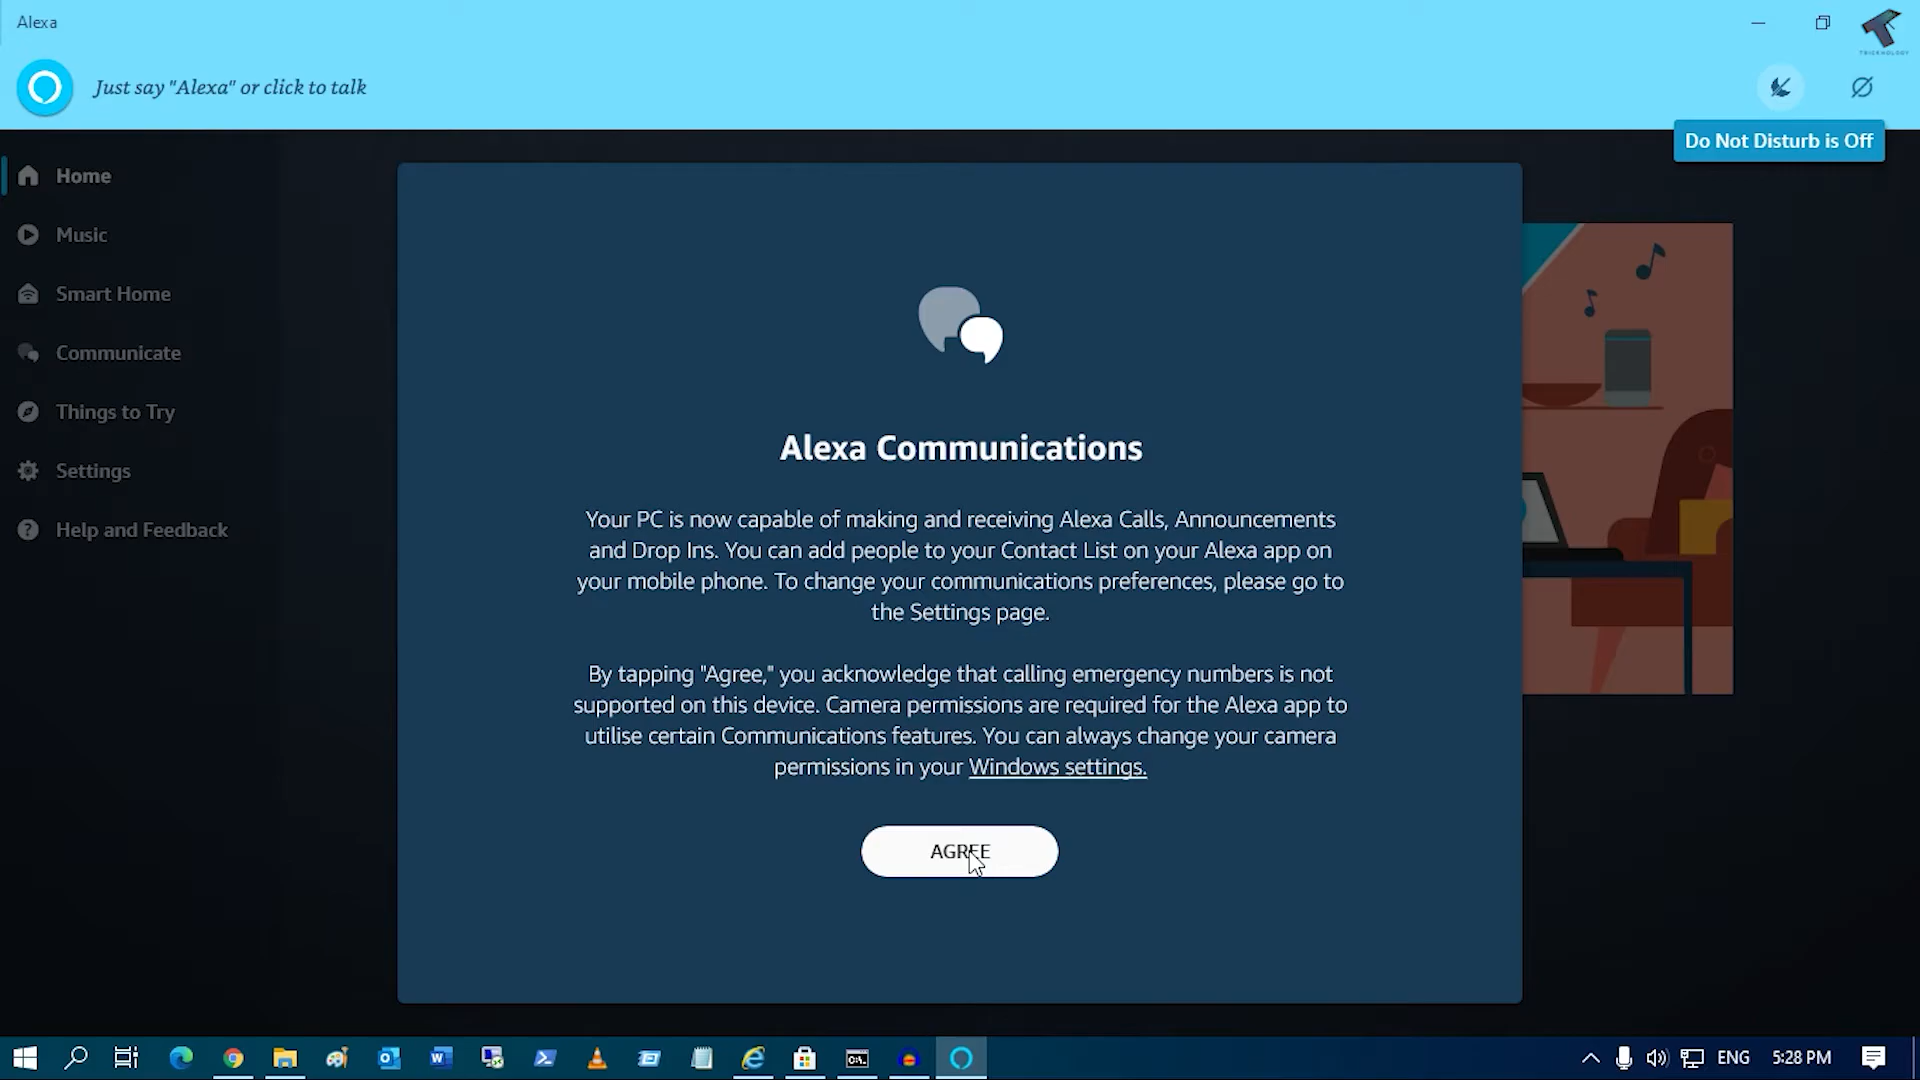 Alexa
TRICKNOLOGY
Just say "Alexa" or click to talk
Do Not Disturb is Off
Home
Music
Smart Home
Communicate
Things to Try
Settings
Help and Feedback
Alexa Communications
Your PC is now capable of making and receiving Alexa Calls, Announcements
and Drop Ins. You can add people to your Contact List on your Alexa app on
your mobile phone. To change your communications preferences, please go to
the Settings page.
By tapping "Agree," you acknowledge that calling emergency numbers is not
supported on this device. Camera permissions are required for the Alexa app to
utilise certain Communications features. You can always change your camera
permissions in your Windows settings.
AGREE
ENG
5:28 PM